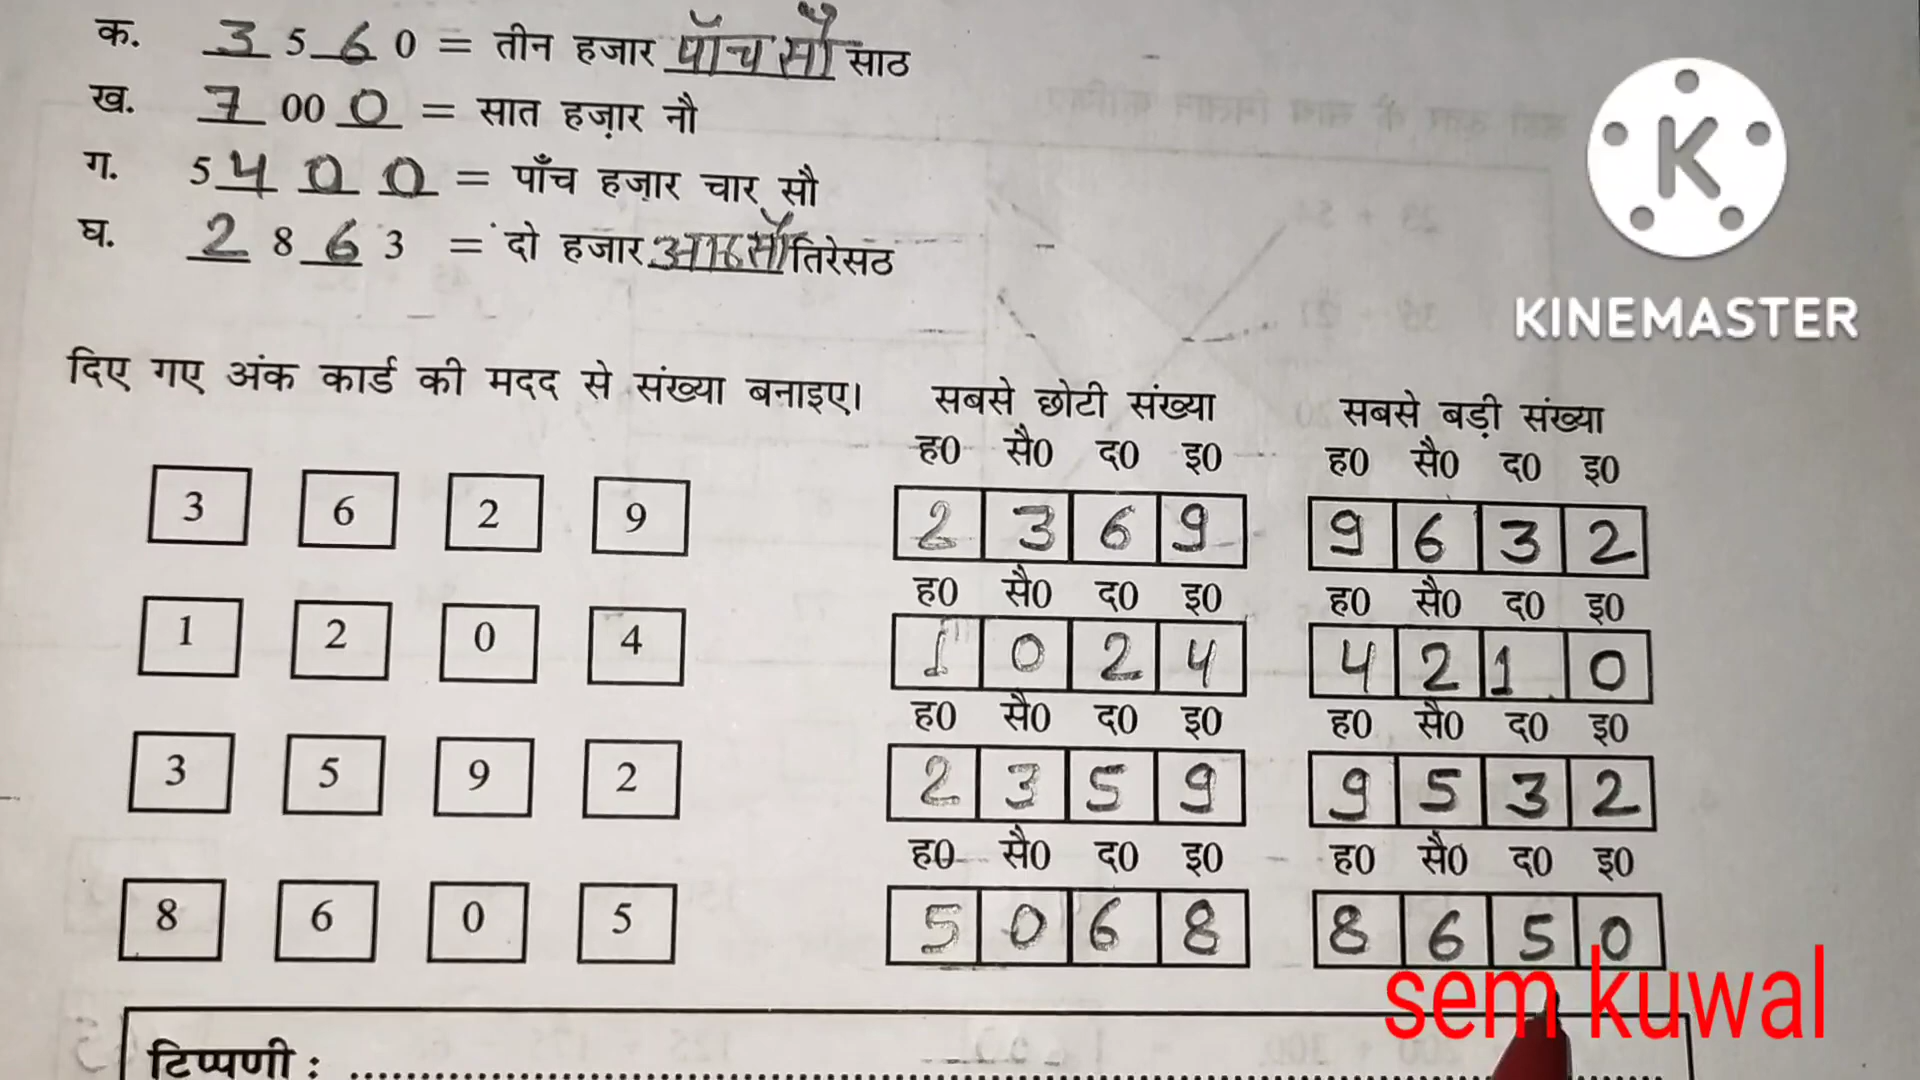 क. 3 5 6 0 = तीन हजार पॉच सौ साठ
ख. 7 00 0 = सात हज़ार नौ
ग. 5 4 0 0 = पाँच हज़ार चार सौ
घ. 2 8 6 3 = दो हजार आठ सौ तिरेसठ
KINEMASTER
दिए गए अंक कार्ड की मदद से संख्या बनाइए। सबसे छोटी संख्या सबसे बड़ी संख्या
ह0 सै0 द0 इ0 ह0 सै0 द0 इ0
3 6 2 9 2 3 6 9 9 6 3 2
ह0 सै0 द0 इ0 ह0 सै0 द0 इ0
1 2 0 4 1 0 2 4 4 2 1 0
ह0 सै0 द0 इ0 ह0 सै0 द0 इ0
3 5 9 2 2 3 5 9 9 5 3 2
ह0 सै0 द0 इ0 ह0 सै0 द0 इ0
8 6 0 5 5 0 6 8 8 6 5 0
sem kuwal
टिप्पणी :